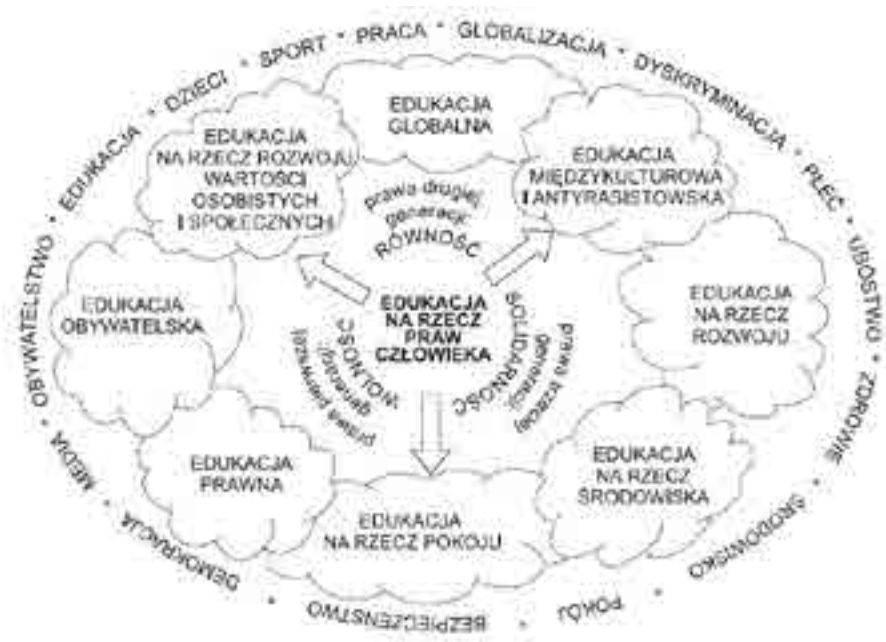 OBYWATELSTWO * EDUKACJA * DZIECI * SPORT * PRACA * GLOBALIZACJA * DYSKRYMINACJA * PŁEĆ * UBÓSTWO * ZDROWIE * ŚRODOWISKO * POKÓJ * BEZPIECZEŃSTWO * DEMOKRACJA * MEDIA *
EDUKACJA
GLOBALNA
EDUKACJA
MIĘDZYKULTUROWA
I ANTYRASISTOWSKA
EDUKACJA
NA RZECZ
ROZWOJU
EDUKACJA
NA RZECZ
ŚRODOWISKA
EDUKACJA
NA RZECZ POKOJU
EDUKACJA
PRAWNA
EDUKACJA
OBYWATELSKA
EDUKACJA
NA RZECZ ROZWOJU
WARTOŚCI
OSOBISTYCH
I SPOŁECZNYCH
prawa drugiej
generacji:
RÓWNOŚĆ
EDUKACJA
NA RZECZ
PRAW
CZŁOWIEKA
SOLIDARNOŚĆ
prawa trzeciej
generacji:
WOLNOŚĆ
generacji:
prawa pierwszej